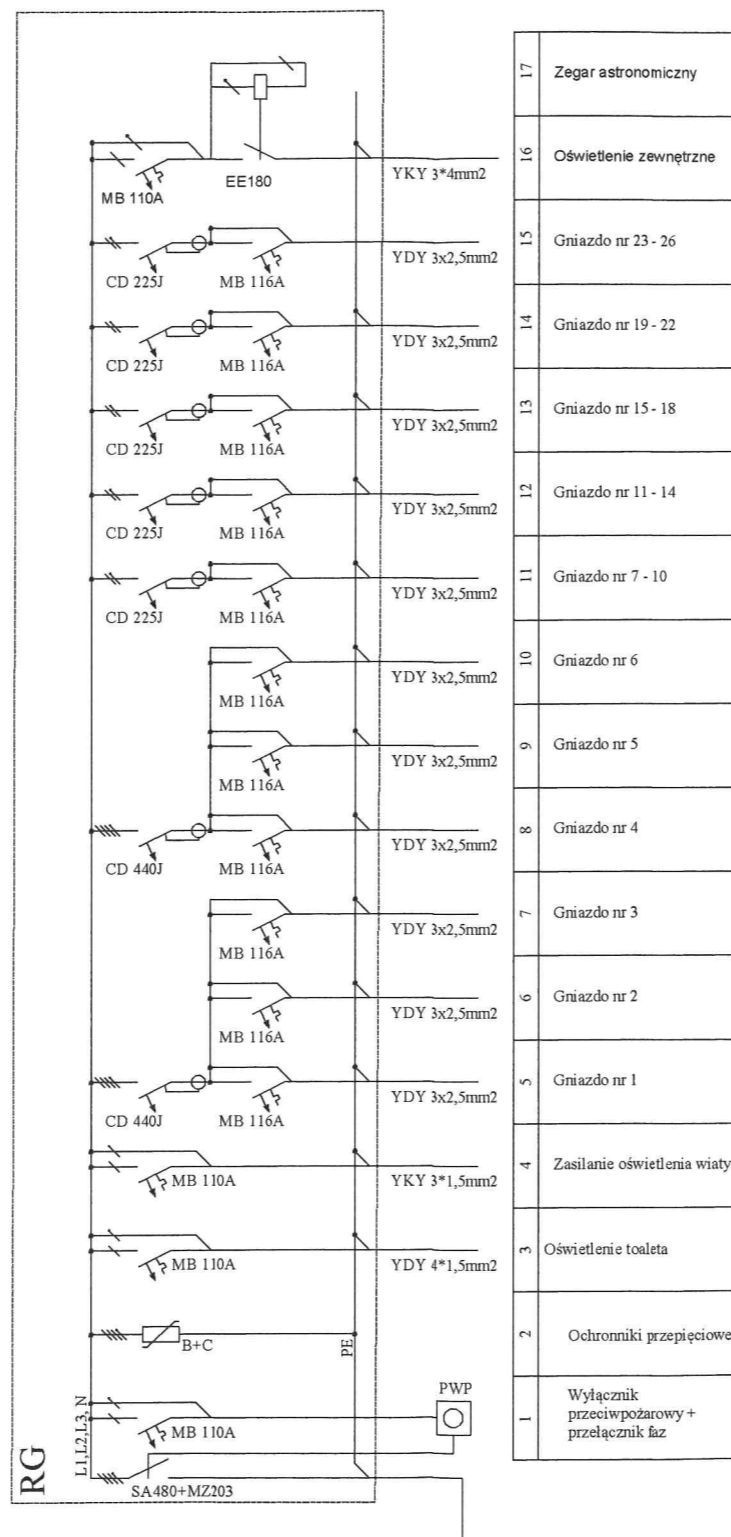 17
Zegar astronomiczny
MB 110A
EE180
YKY 3*4mm2
16
Oświetlenie zewnętrzne
CD 225J
MB 116A
YDY 3x2,5mm2
15
Gniazdo nr 23 - 26
CD 225J
MB 116A
YDY 3x2,5mm2
14
Gniazdo nr 19 - 22
CD 225J
MB 116A
YDY 3x2,5mm2
13
Gniazdo nr 15 - 18
CD 225J
MB 116A
YDY 3x2,5mm2
12
Gniazdo nr 11 - 14
CD 225J
MB 116A
YDY 3x2,5mm2
11
Gniazdo nr 7 - 10
MB 116A
YDY 3x2,5mm2
10
Gniazdo nr 6
MB 116A
YDY 3x2,5mm2
9
Gniazdo nr 5
CD 440J
MB 116A
YDY 3x2,5mm2
8
Gniazdo nr 4
MB 116A
YDY 3x2,5mm2
7
Gniazdo nr 3
MB 116A
YDY 3x2,5mm2
6
Gniazdo nr 2
CD 440J
MB 116A
YDY 3x2,5mm2
5
Gniazdo nr 1
MB 110A
YKY 3*1,5mm2
4
Zasilanie oświetlenia wiaty
MB 110A
YDY 4*1,5mm2
3
Oświetlenie toaleta
B+C
PE
2
Ochronniki przepięciowe
RG
L1,L2,L3, N
MB 110A
SA480+MZ203
PWP
1
Wyłącznik
przeciwpożarowy +
przełącznik faz